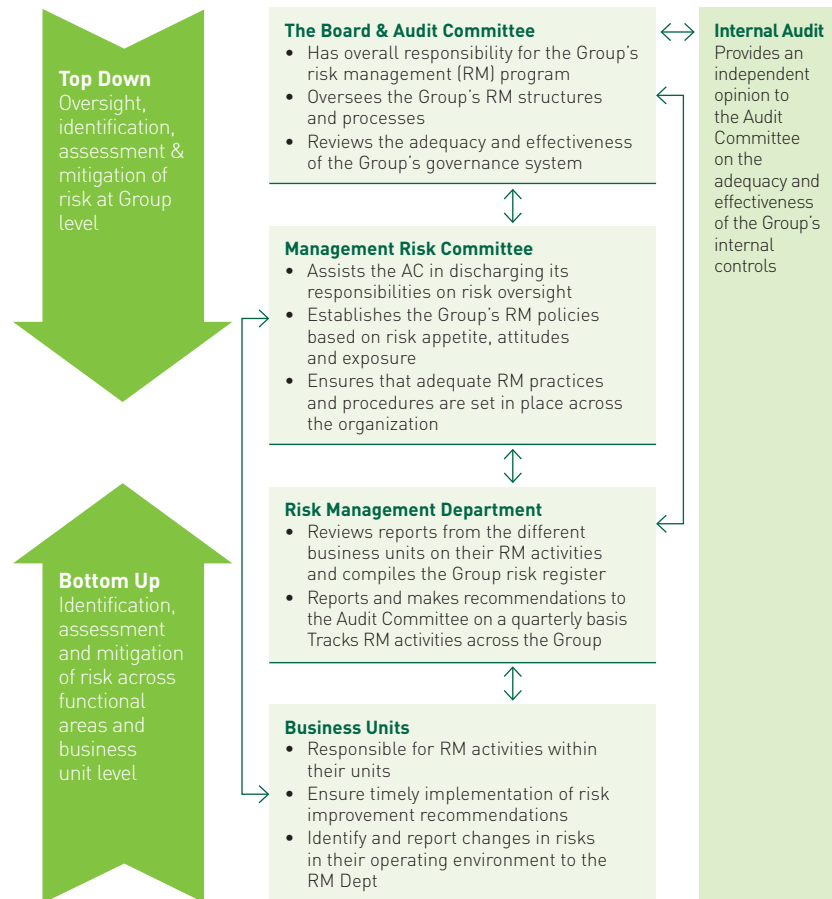 Top Down
Oversight,
identification,
assessment &
mitigation of
risk at Group
level
Bottom Up
Identification,
assessment
and mitigation
of risk across
functional
areas and
business
unit level
The Board & Audit Committee
• Has overall responsibility for the Group's
risk management (RM) program
• Oversees the Group's RM structures
and processes
• Reviews the adequacy and effectiveness
of the Group's governance system
Management Risk Committee
• Assists the AC in discharging its
responsibilities on risk oversight
• Establishes the Group's RM policies
based on risk appetite, attitudes
and exposure
• Ensures that adequate RM practices
and procedures are set in place across
the organization
Risk Management Department
• Reviews reports from the different
business units on their RM activities
and compiles the Group risk register
• Reports and makes recommendations to
the Audit Committee on a quarterly basis
Tracks RM activities across the Group
Business Units
• Responsible for RM activities within
their units
• Ensure timely implementation of risk
improvement recommendations
• Identify and report changes in risks
in their operating environment to the
RM Dept
Internal Audit
Provides an
independent
opinion to
the Audit
Committee
on the
adequacy and
effectiveness
of the Group's
internal
controls